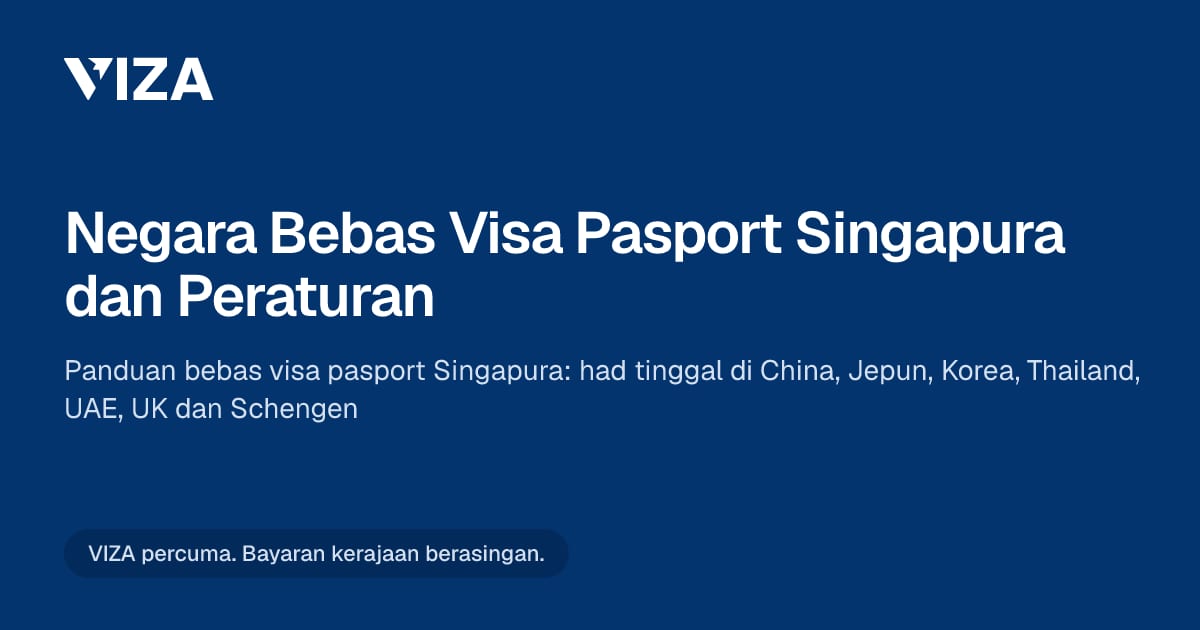 VIZA
Negara Bebas Visa Pasport Singapura
dan Peraturan
Panduan bebas visa pasport Singapura: had tinggal di China, Jepun, Korea, Thailand,
UAE, UK dan Schengen
VIZA percuma. Bayaran kerajaan berasingan.